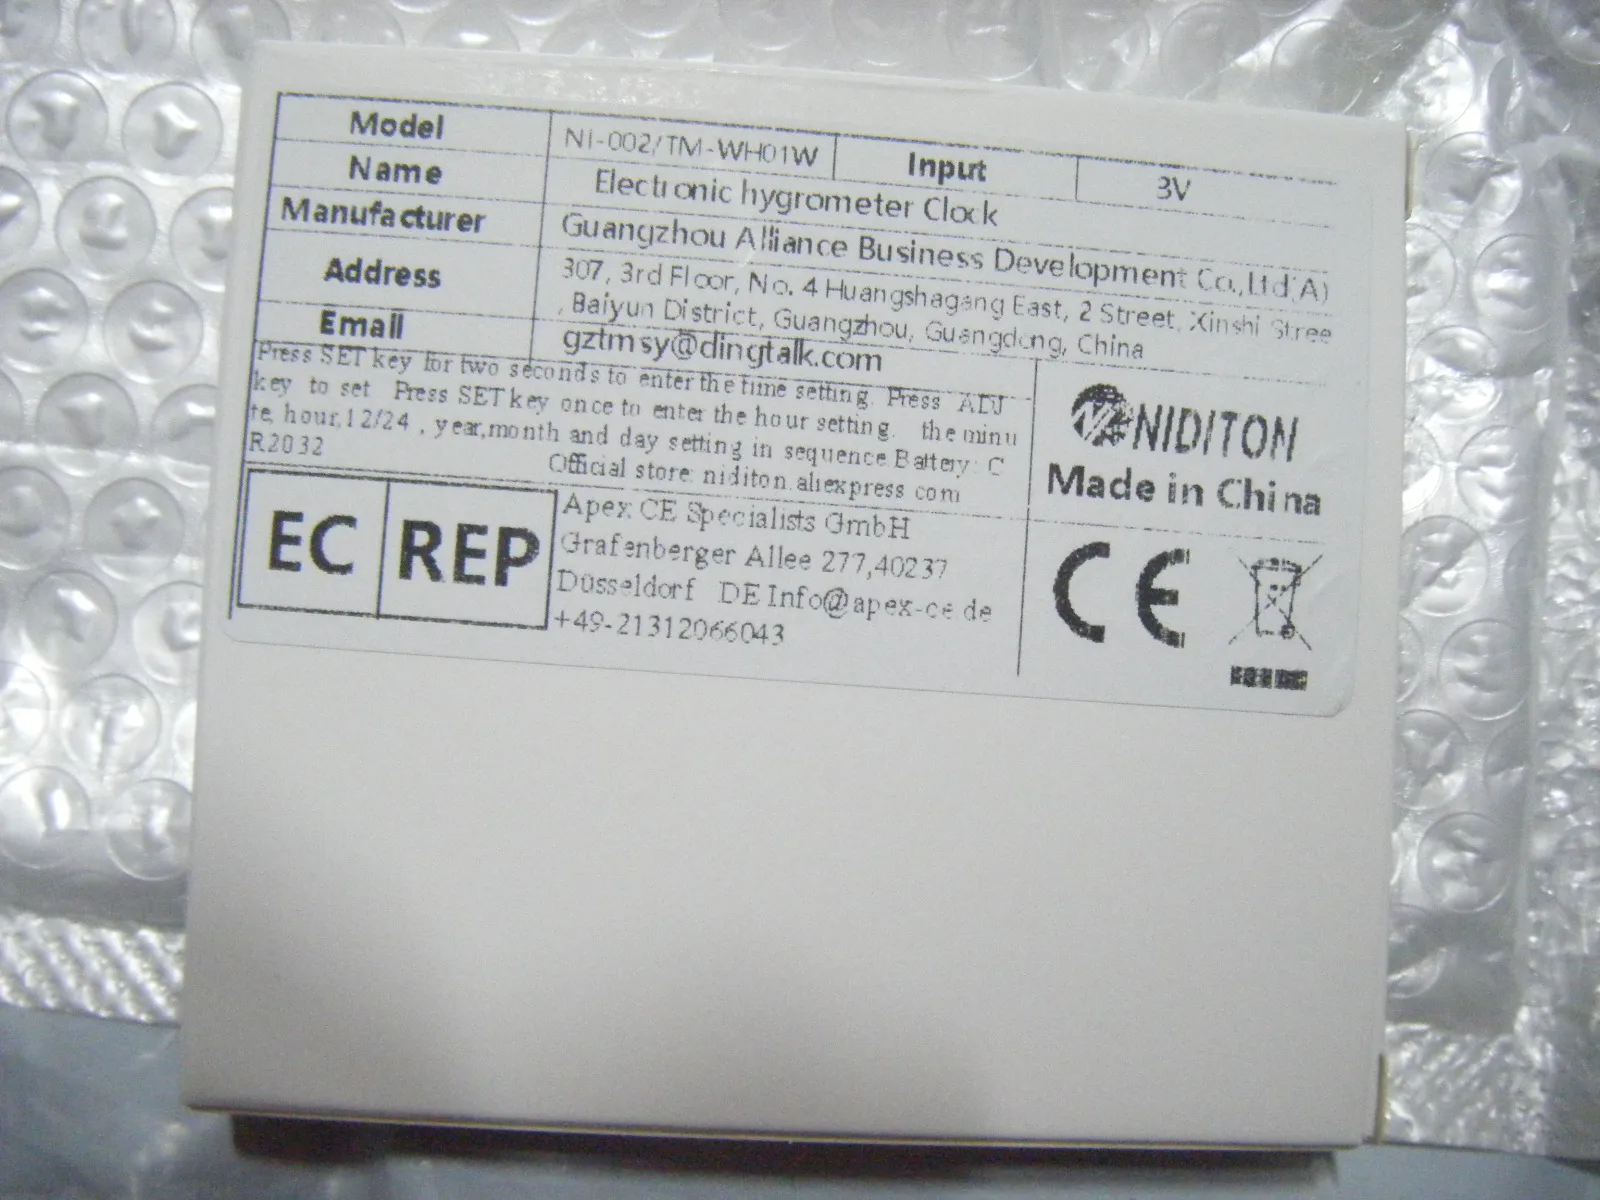 Model NI-002/TM-WH01W Input 3V
Name Electronic hygrometer Clock
Manufacturer Guangzhou Alliance Business Development Co.,Ltd(A)
Address 307, 3rd Floor, No. 4 Huangshagang East, 2 Street, Xinshi Stree
, Baiyun District, Guangzhou, Guangdong, China
Email gztmsy@dingtalk.com
Press SET key for two seconds to enter the time setting. Press ADJ
key to set Press SET key once to enter the hour setting. the minu
te, hour,12/24 , year,month and day setting in sequence Battery: C
R2032
Official store: niditon.aliexpress.com
NIDITON
Made in China
EC REP
Apex CE Specialists GmbH
Grafenberger Allee 277,40237
Düsseldorf DE Info@apex-ce.de
+49-21312066043
CE